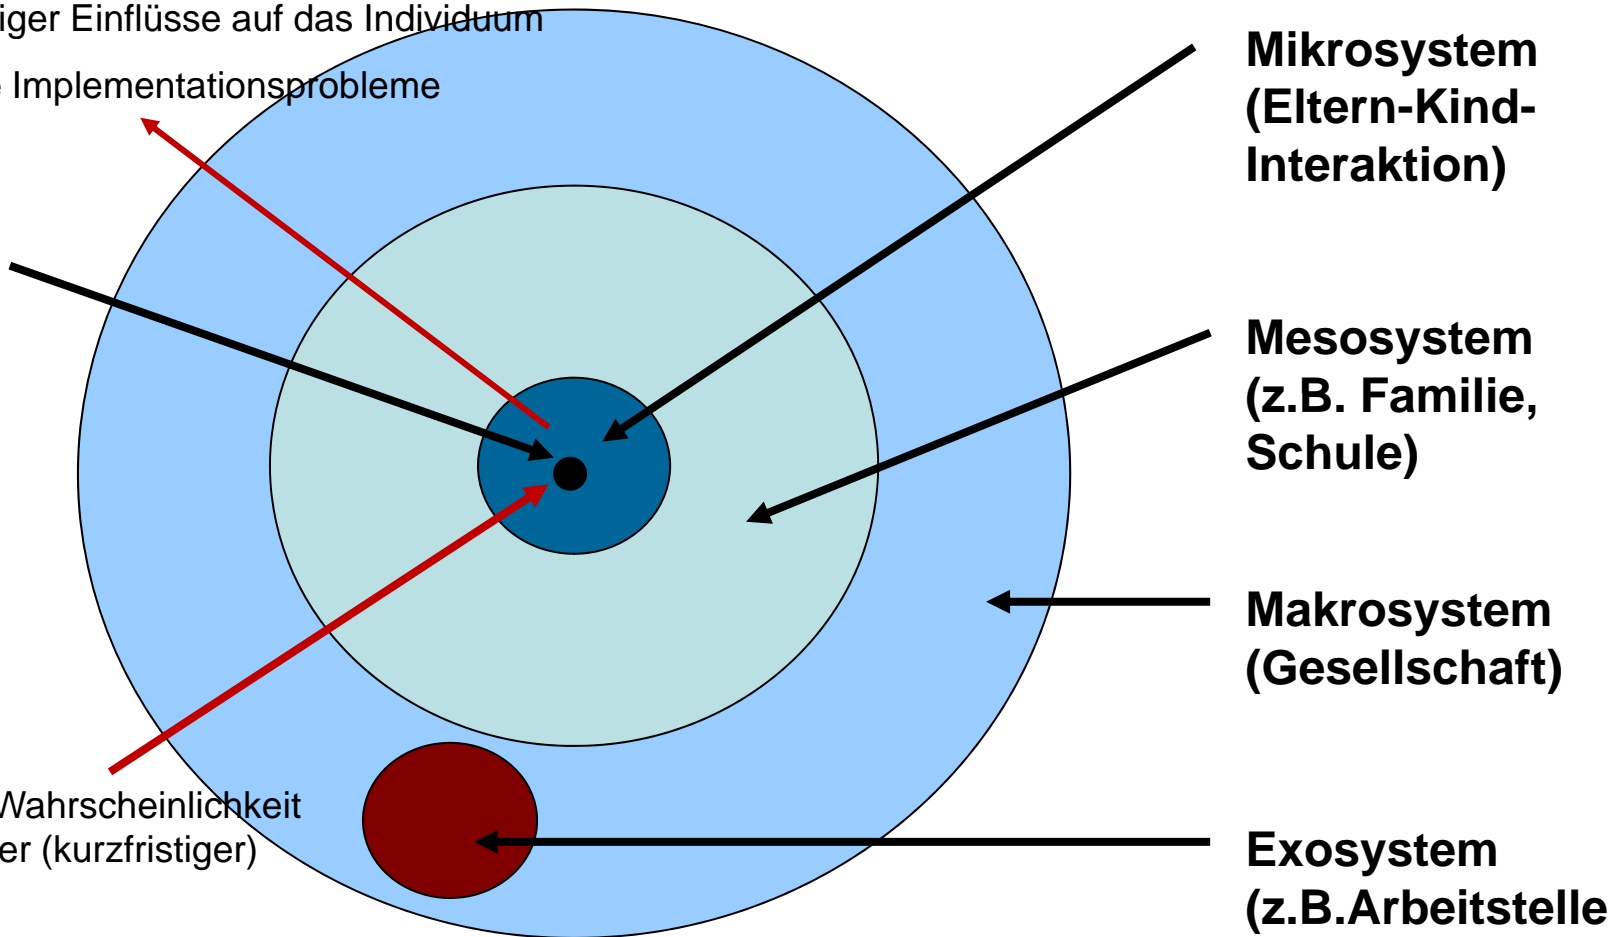 iger Einflüsse auf das Individuum
Implementationsprobleme
Mikrosystem
(Eltern-Kind-
Interaktion)
Mesosystem
(z.B. Familie,
Schule)
Makrosystem
(Gesellschaft)
Wahrscheinlichkeit
er (kurzfristiger)
Exosystem
(z.B.Arbeitstelle